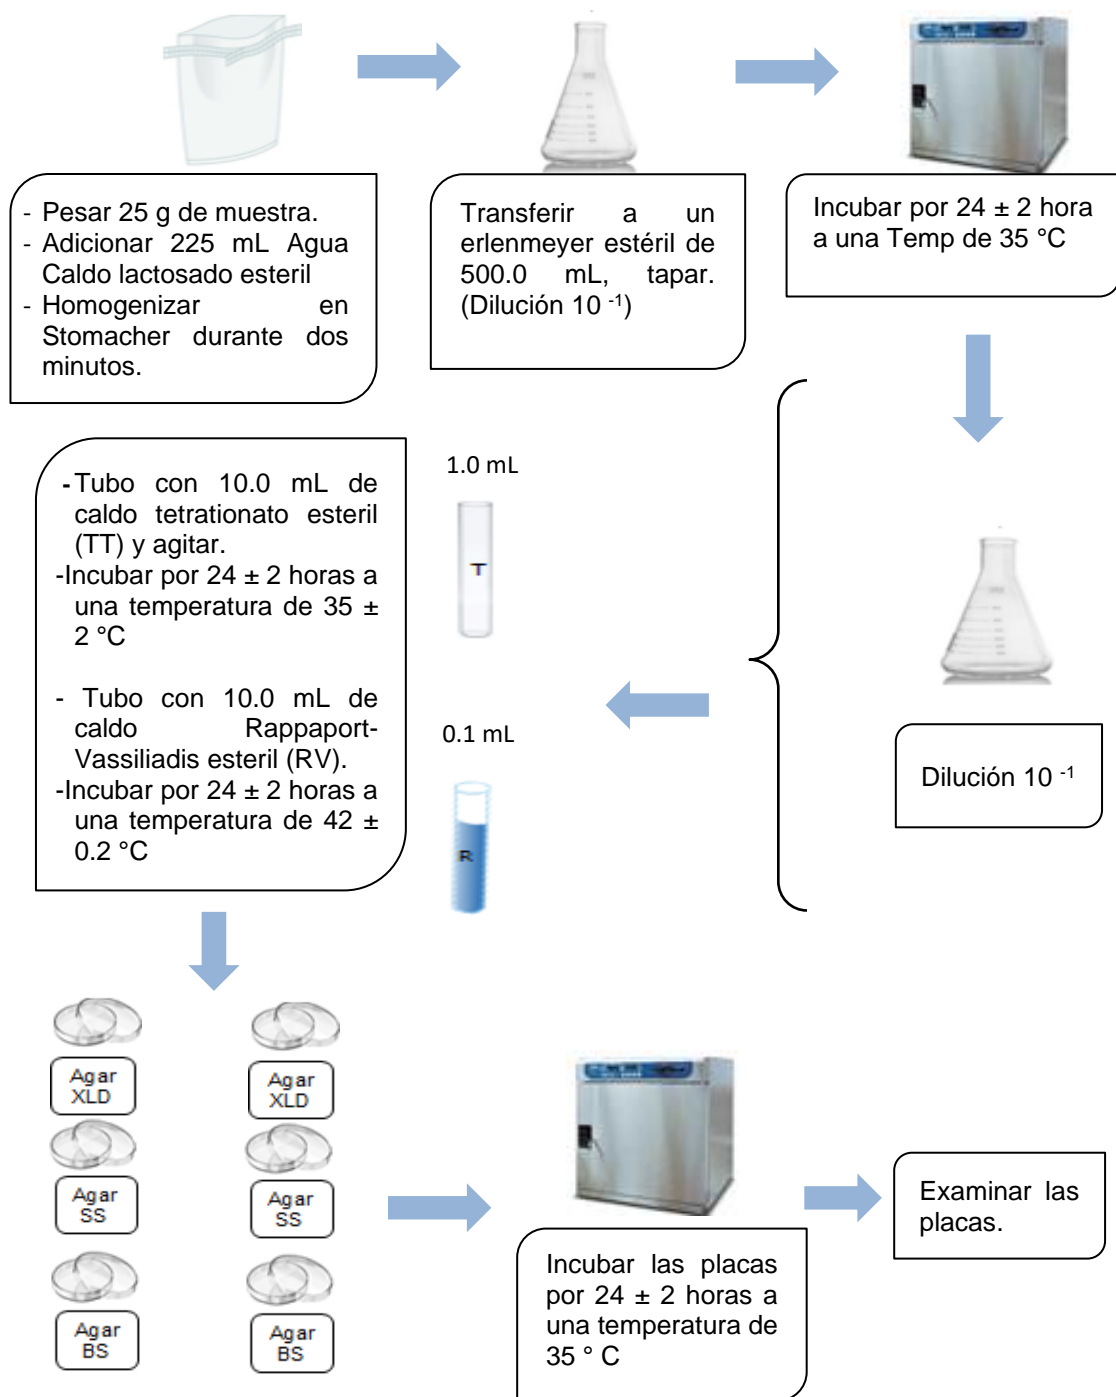 - Pesar 25 g de muestra.
- Adicionar 225 mL Agua
Caldo lactosado esteril
- Homogenizar en
Stomacher durante dos
minutos.
Transferir a un
erlenmeyer estéril de
500.0 mL, tapar.
(Dilución 10 -1)
Incubar por 24 ± 2 hora
a una Temp de 35 °C
Dilución 10 -1
1.0 mL
T
0.1 mL
R
-Tubo con 10.0 mL de
caldo tetrationato esteril
(TT) y agitar.
-Incubar por 24 ± 2 horas a
una temperatura de 35 ±
2 °C
- Tubo con 10.0 mL de
caldo Rappaport-
Vassiliadis esteril (RV).
-Incubar por 24 ± 2 horas a
una temperatura de 42 ±
0.2 °C
Agar
XLD
Agar
XLD
Agar
SS
Agar
SS
Agar
BS
Agar
BS
Incubar las placas
por 24 ± 2 horas a
una temperatura de
35 ° C
Examinar las
placas.